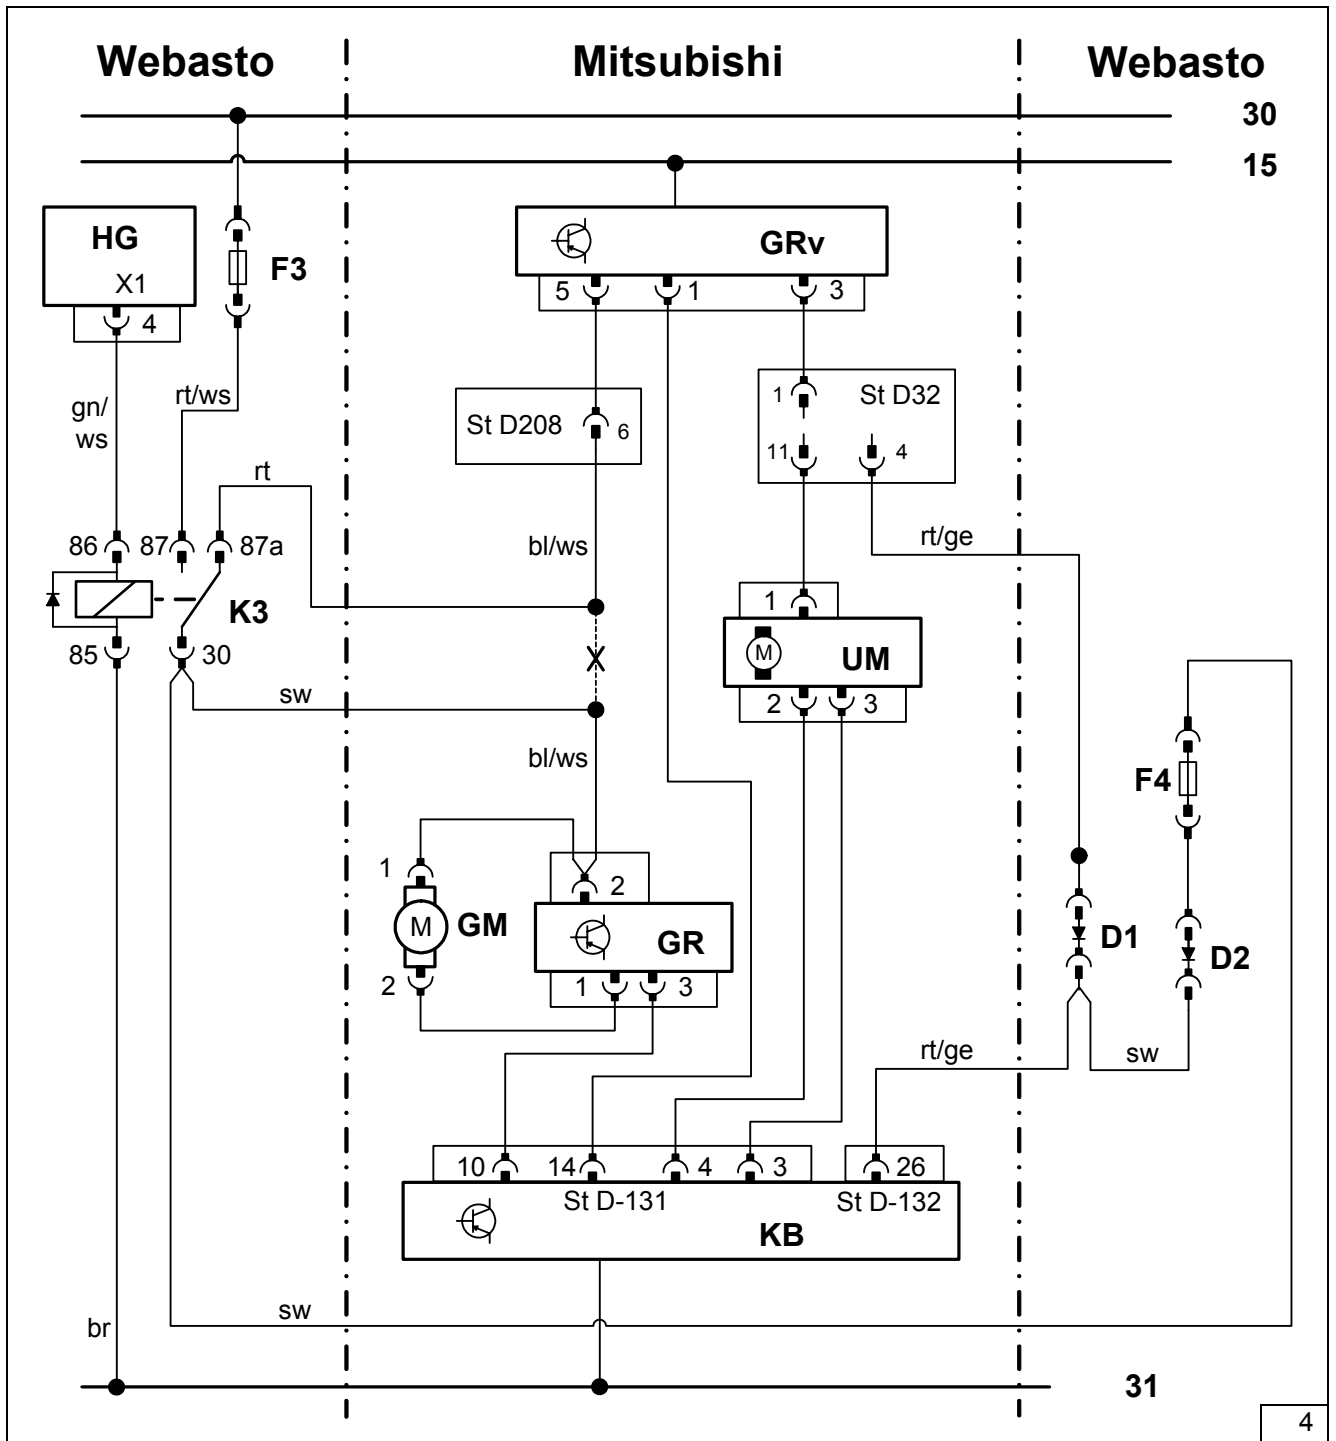 Webasto
Mitsubishi
Webasto
30
15
HG
X1
4
F3
GRv
5
1
3
gn/
ws
rt/ws
St D208
6
1
St D32
11
4
rt
86
87
87a
bl/ws
rt/ge
K3
85
30
1
M
UM
2
3
sw
bl/ws
F4
1
2
M
GM
GR
D1
D2
2
1
3
rt/ge
sw
10
14
4
3
26
St D-131
St D-132
KB
sw
br
31
4